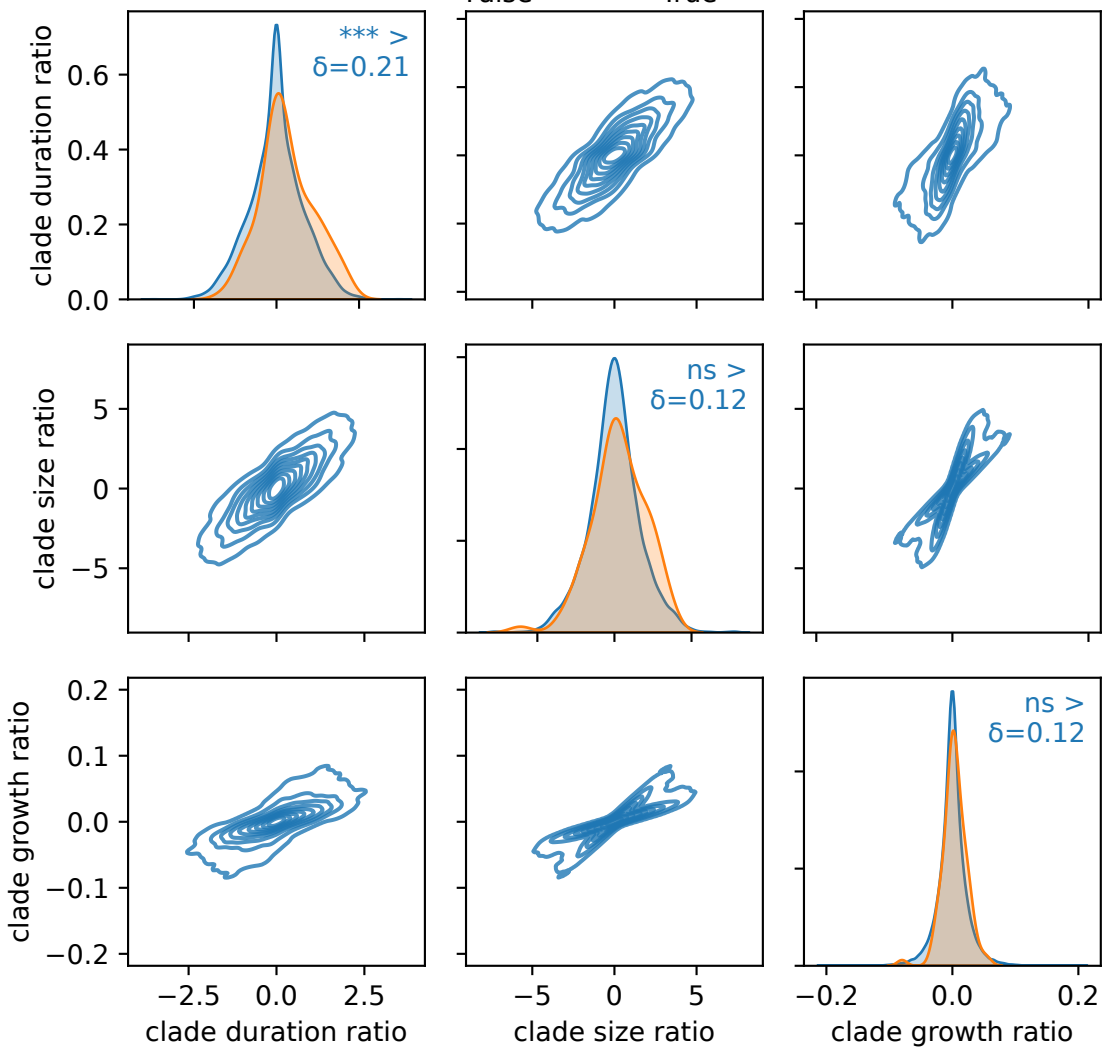 clade duration ratio
0.6
0.4
0.2
0.0
*** >
δ=0.21
clade size ratio
5
0
−5
ns >
δ=0.12
clade growth ratio
0.2
0.1
0.0
−0.1
−0.2
ns >
δ=0.12
−2.5 0.0 2.5
−5 0 5
−0.2 0.0 0.2
clade duration ratio
clade size ratio
clade growth ratio